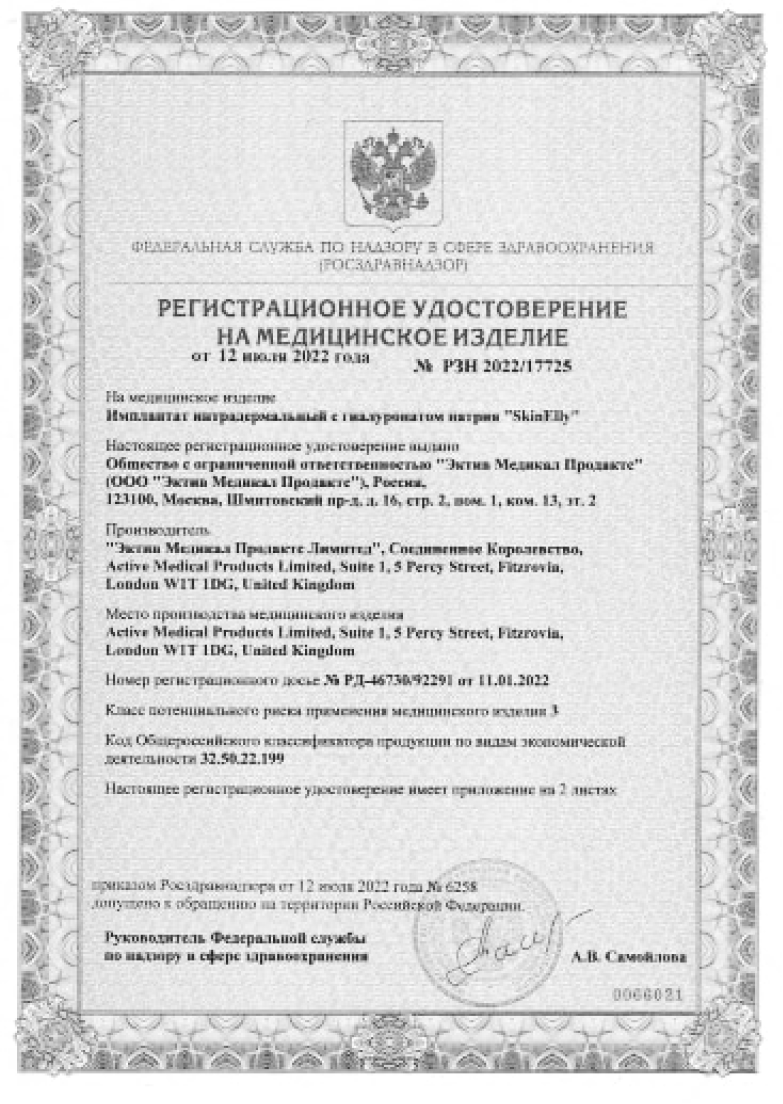 ФЕДЕРАЛЬНАЯ СЛУЖБА ПО НАДЗОРУ В СФЕРЕ ЗДРАВООХРАНЕНИЯ
(РОСЗДРАВНАДЗОР)
РЕГИСТРАЦИОННОЕ УДОСТОВЕРЕНИЕ
НА МЕДИЦИНСКОЕ ИЗДЕЛИЕ
от 12 июля 2022 года № РЗН 2022/17725
На медицинское изделие
Имплантат интрадермальный с гиалуронатом натрия "SkinElly"
Настоящее регистрационное удостоверение выдано
Общество с ограниченной ответственностью "Эктив Медикал Продактс"
(ООО "Эктив Медикал Продактс"), Россия,
123100, Москва, Шмитовский пр-д, д. 16, стр. 2, пом. 1, ком. 13, эт. 2
Производитель
"Эктив Медикал Продактс Лимитед", Соединенное Королевство,
Active Medical Products Limited, Suite 1, 5 Percy Street, Fitzrovia,
London W1T 1DG, United Kingdom
Место производства медицинского изделия
Active Medical Products Limited, Suite 1, 5 Percy Street, Fitzrovia,
London W1T 1DG, United Kingdom
Номер регистрационного досье № РД-46730/92291 от 11.01.2022
Класс потенциального риска применения медицинского изделия 3
Код Общероссийского классификатора продукции по видам экономической
деятельности 32.50.22.199
Настоящее регистрационное удостоверение имеет приложение на 2 листах
приказом Росздравнадзора от 12 июля 2022 года № 6258
допущено к обращению на территории Российской Федерации.
Руководитель Федеральной службы
по надзору в сфере здравоохранения
А.В. Самойлова
0066021